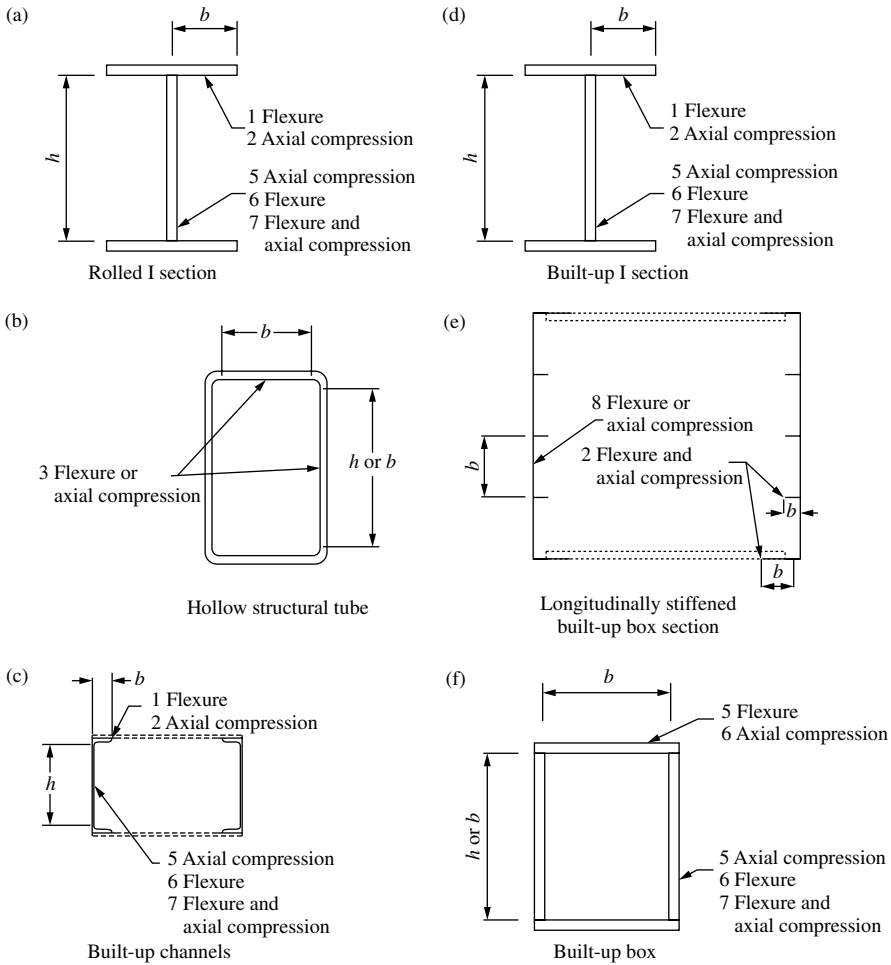 (a)
b
h
1 Flexure
2 Axial compression
5 Axial compression
6 Flexure
7 Flexure and
axial compression
Rolled I section
(d)
b
h
1 Flexure
2 Axial compression
5 Axial compression
6 Flexure
7 Flexure and
axial compression
Built-up I section
(b)
b
3 Flexure or
axial compression
h or b
Hollow structural tube
(e)
8 Flexure or
axial compression
2 Flexure and
axial compression
b
b
b
Longitudinally stiffened
built-up box section
(c)
b
1 Flexure
2 Axial compression
h
5 Axial compression
6 Flexure
7 Flexure and
axial compression
Built-up channels
(f)
b
5 Flexure
6 Axial compression
h or b
5 Axial compression
6 Flexure
7 Flexure and
axial compression
Built-up box